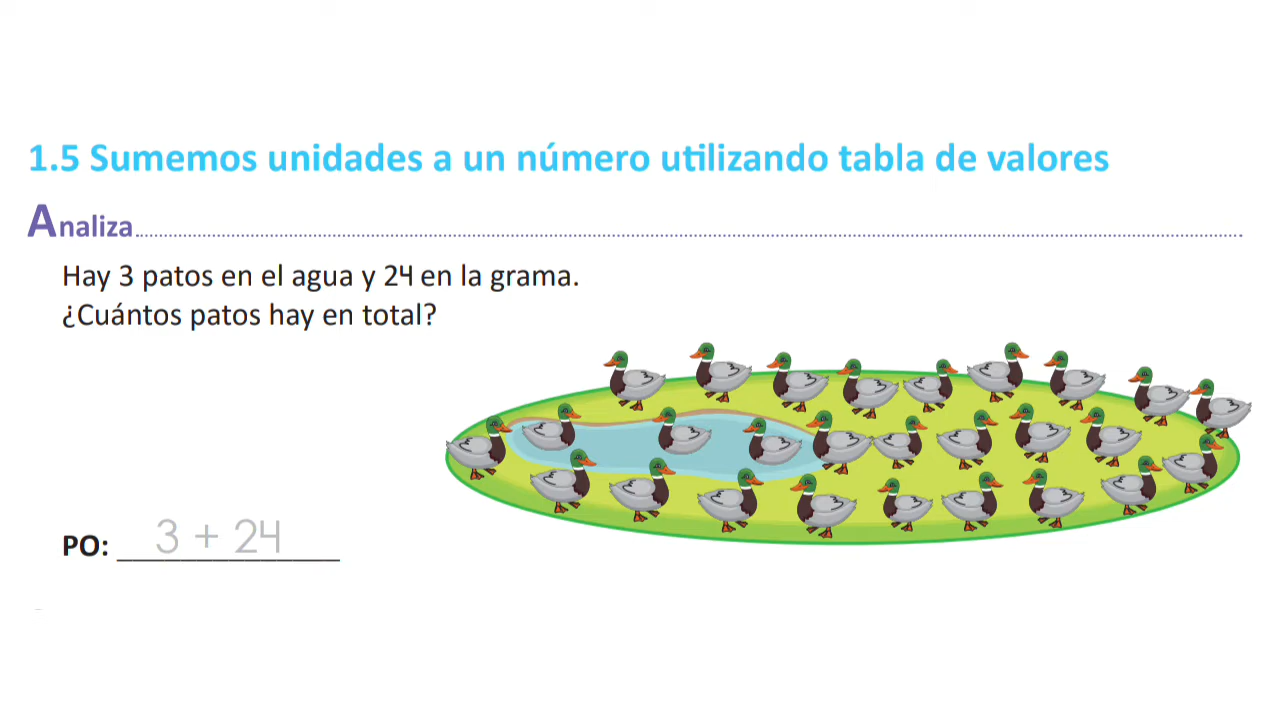 1.5 Sumemos unidades a un número utilizando tabla de valores
Analiza
Hay 3 patos en el agua y 24 en la grama.
¿Cuántos patos hay en total?
PO: 3 + 24